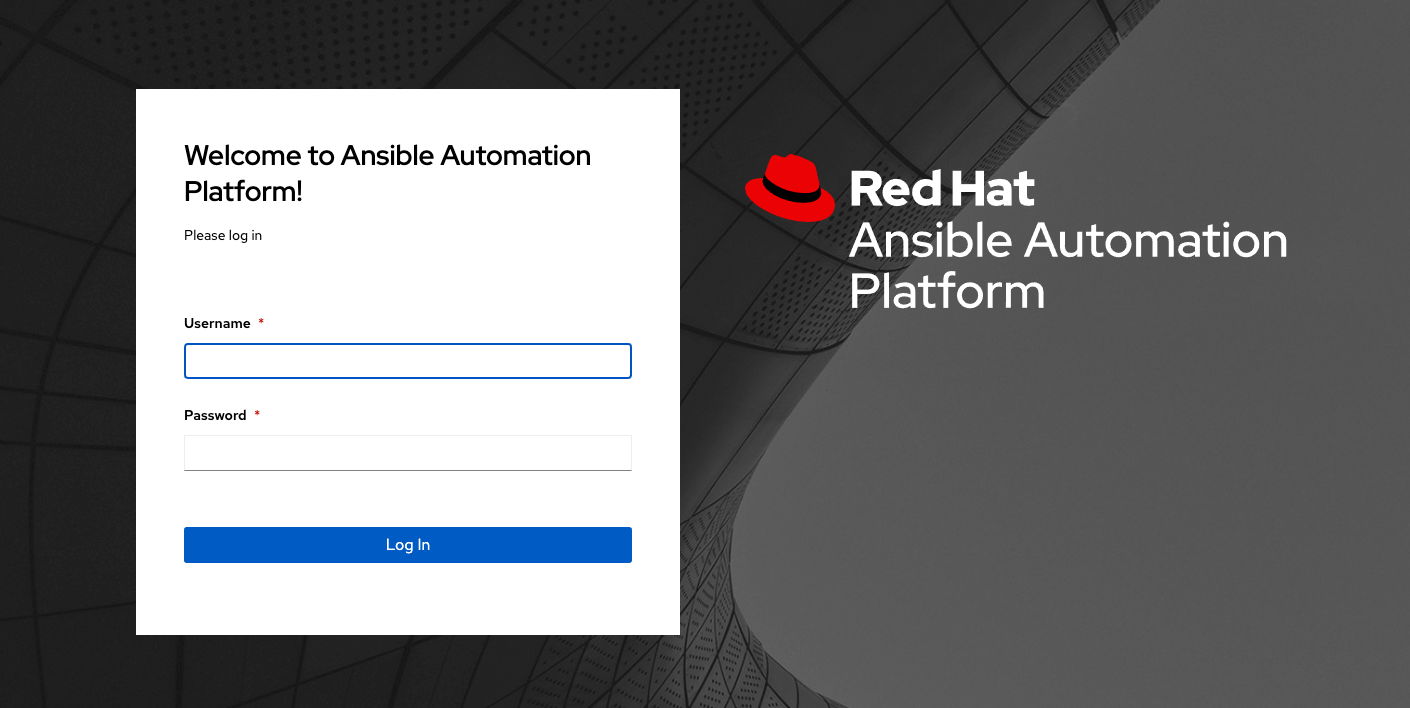 Welcome to Ansible Automation
Platform!
Please log in
Username *
Password *
Log In
Red Hat
Ansible Automation
Platform